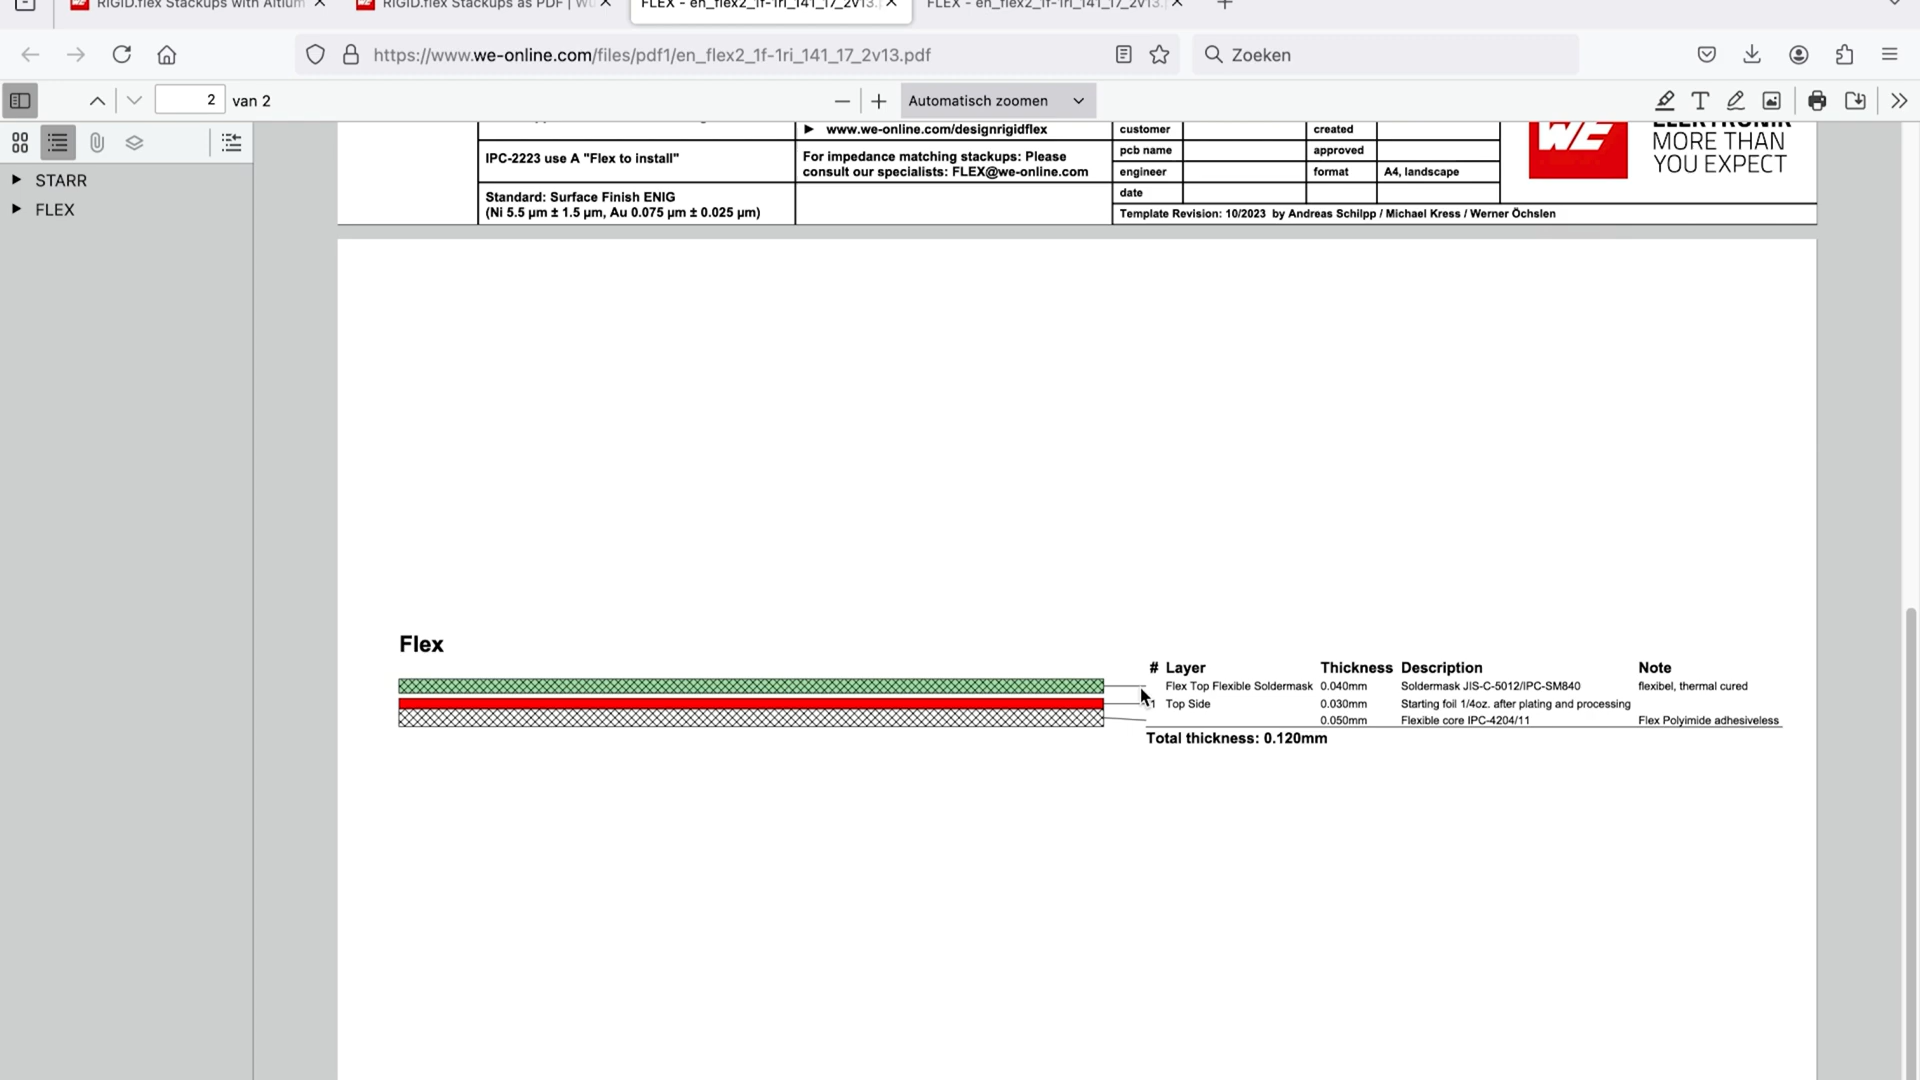 RIGID.flex Stackups with Altium
RIGID.flex Stackups as PDF | Wü
FLEX - en_flex2_1f-1ri_141_17_2v13.
FLEX - en_flex2_1f-1ri_141_17_2v13.
https://www.we-online.com/files/pdf1/en_flex2_1f-1ri_141_17_2v13.pdf
Zoeken
2 van 2
Automatisch zoomen
STARR
FLEX
www.we-online.com/designrigidflex
IPC-2223 use A "Flex to install"
For impedance matching stackups: Please
consult our specialists: FLEX@we-online.com
Standard: Surface Finish ENIG
(Ni 5.5 µm ± 1.5 µm, Au 0.075 µm ± 0.025 µm)
customer created
pcb name approved
engineer format A4, landscape
date
Template Revision: 10/2023 by Andreas Schilpp / Michael Kress / Werner Öchslen
WE
ELEKTRONIK
MORE THAN
YOU EXPECT
Flex
# Layer Thickness Description Note
Flex Top Flexible Soldermask 0.040mm Soldermask JIS-C-5012/IPC-SM840 flexibel, thermal cured
1 Top Side 0.030mm Starting foil 1/4oz. after plating and processing
0.050mm Flexible core IPC-4204/11 Flex Polyimide adhesiveless
Total thickness: 0.120mm